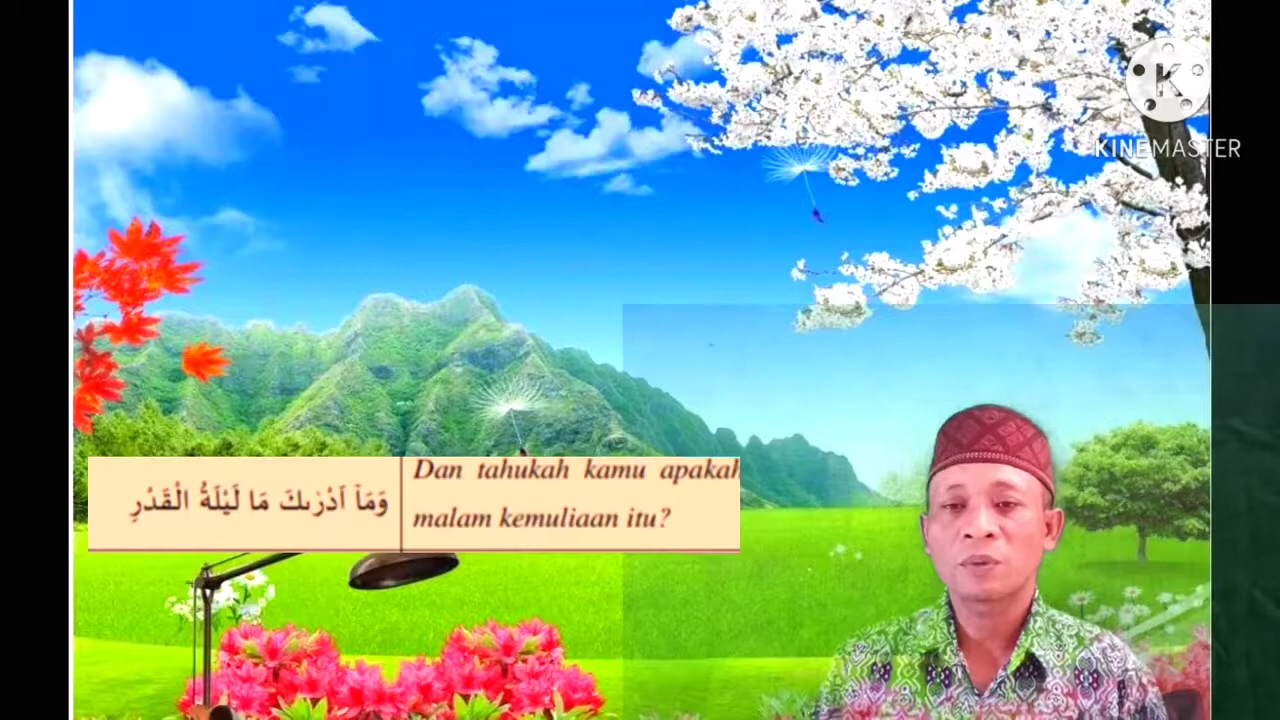 وَمَآ اَدْرٰىكَ مَا لَيْلَةُ الْقَدْرِ
Dan tahukah kamu apakah
malam kemuliaan itu?
K
KINEMASTER